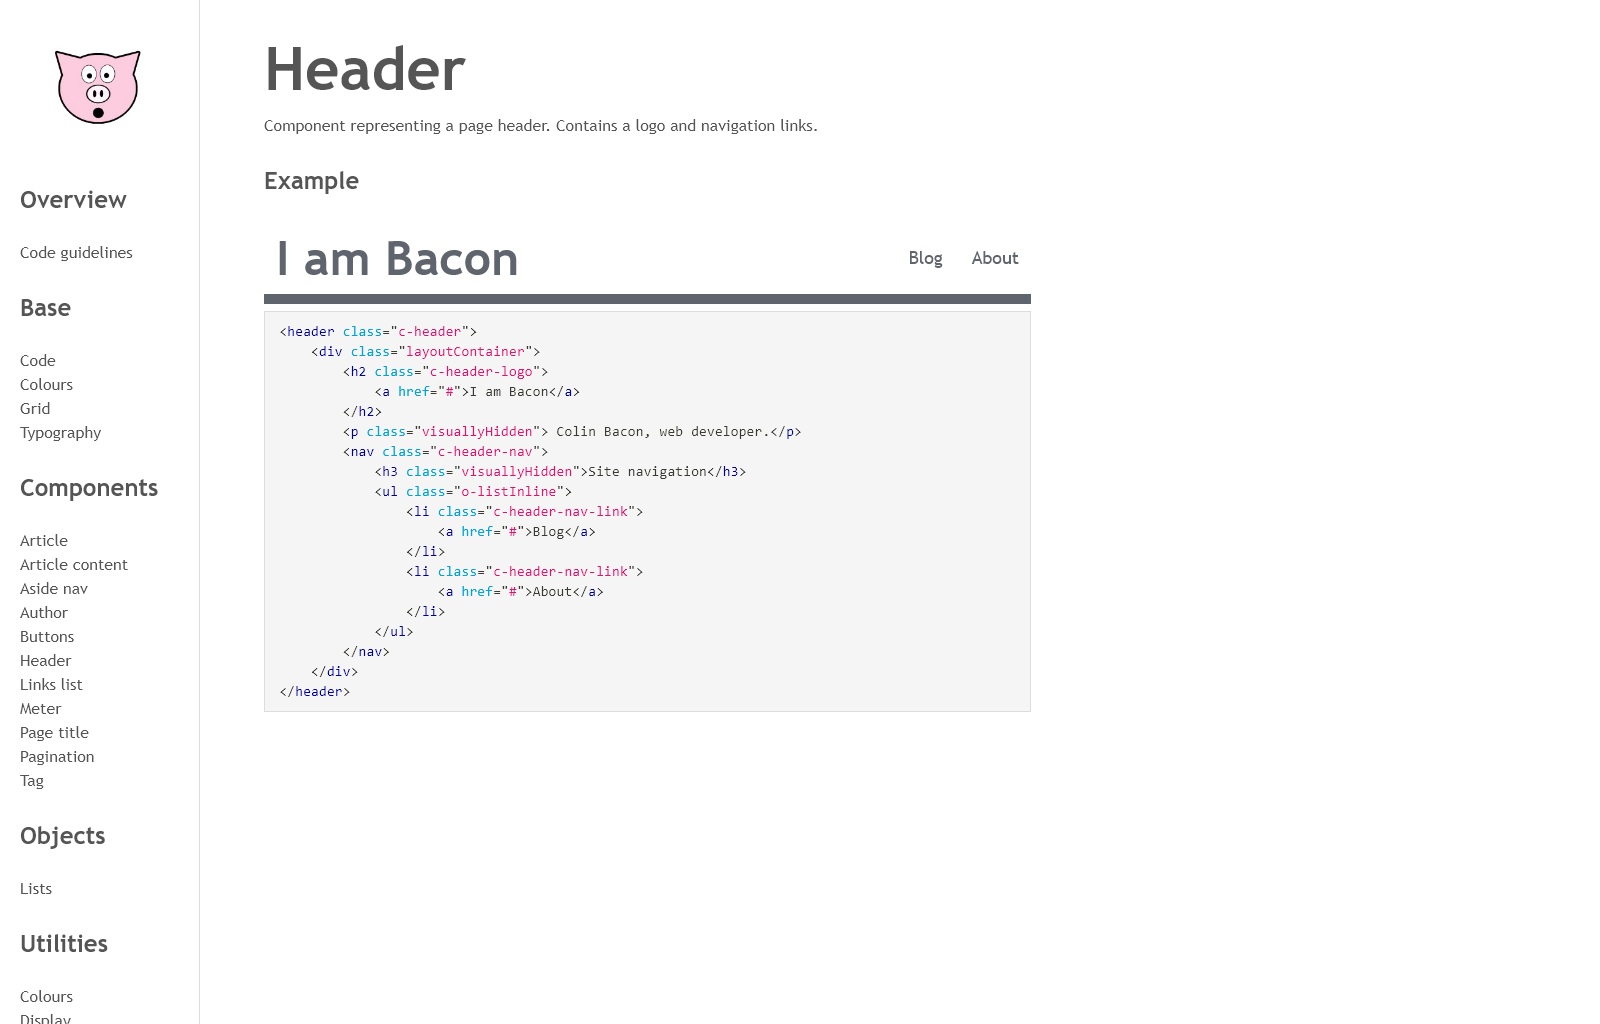 Overview
Code guidelines
Base
Code
Colours
Grid
Typography
Components
Article
Article content
Aside nav
Author
Buttons
Header
Links list
Meter
Page title
Pagination
Tag
Objects
Lists
Utilities
Colours
Display
Header
Component representing a page header. Contains a logo and navigation links.
Example
I am Bacon
Blog About
<header class="c-header">
    <div class="layoutContainer">
        <h2 class="c-header-logo">
            <a href="#">I am Bacon</a>
        </h2>
        <p class="visuallyHidden"> Colin Bacon, web developer.</p>
        <nav class="c-header-nav">
            <h3 class="visuallyHidden">Site navigation</h3>
            <ul class="o-listInline">
                <li class="c-header-nav-link">
                    <a href="#">Blog</a>
                </li>
                <li class="c-header-nav-link">
                    <a href="#">About</a>
                </li>
            </ul>
        </nav>
    </div>
</header>